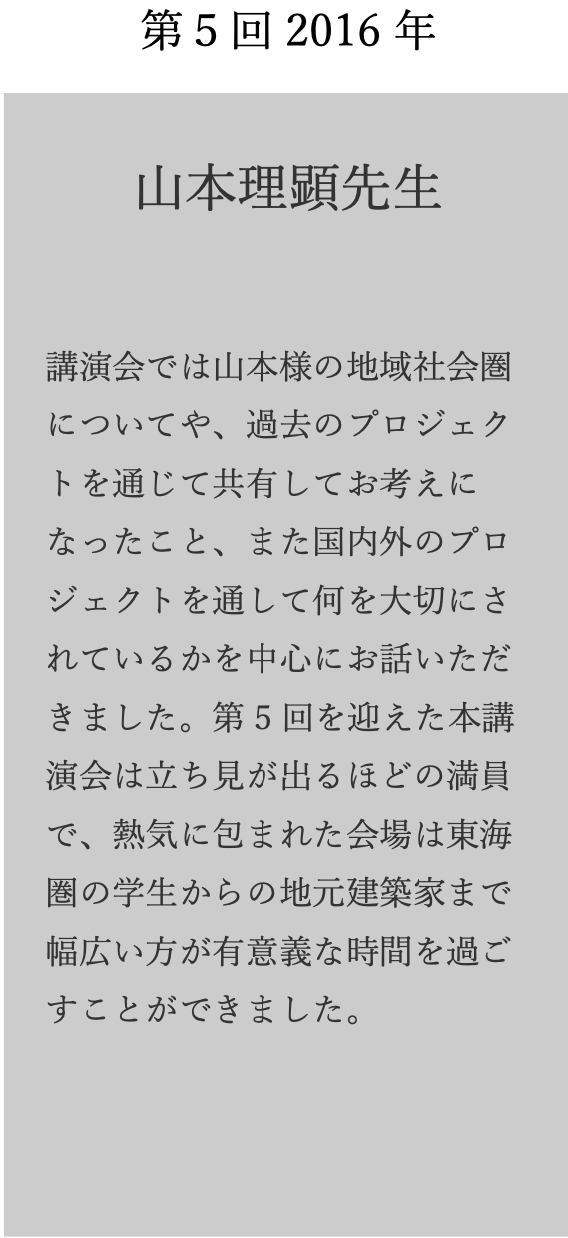 第5回 2016年
山本理顕先生
講演会では山本様の地域社会圏
についてや、過去のプロジェク
トを通じて共有してお考えに
なったこと、また国内外のプロ
ジェクトを通して何を大切にさ
れているかを中心にお話いただ
きました。第5回を迎えた本講
演会は立ち見が出るほどの満員
で、熱気に包まれた会場は東海
圏の学生からの地元建築家まで
幅広い方が有意義な時間を過ご
すことができました。